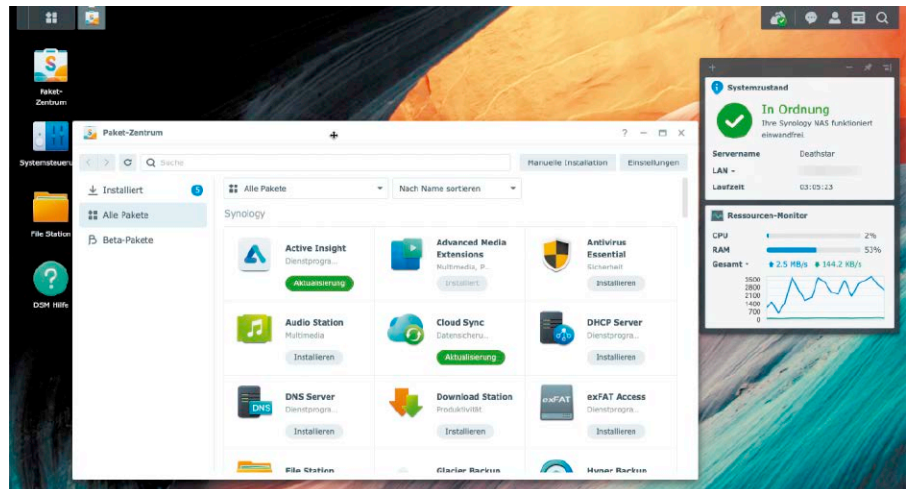 Paket-
Zentrum
Systemsteueru
File Station
DSM Hilfe
Paket-Zentrum
Suche
Manuelle Installation
Einstellungen
Installiert
5
Alle Pakete
Beta-Pakete
Alle Pakete
Nach Name sortieren
Synology
Active Insight
Dienstprogra...
Aktualisierung
Advanced Media
Extensions
Multimedia, P...
Installiert
Antivirus
Essential
Sicherheit
Installieren
Audio Station
Multimedia
Installieren
Cloud Sync
Datensicheru...
Aktualisierung
DHCP Server
Dienstprogra...
Installieren
DNS
DNS Server
Dienstprogra...
Installieren
Download Station
Produktivität
Installieren
exFAT
exFAT Access
Dienstprogra...
Installieren
File Station
Glacier Backup
Hyper Backup
Systemzustand
In Ordnung
Ihre Synology NAS funktioniert
einwandfrei.
Servername Deathstar
LAN -
Laufzeit 03:05:23
Ressourcen-Monitor
CPU 2%
RAM 53%
Gesamt - 2.5 MB/s 144.2 KB/s
3500
2800
2100
1400
700
0